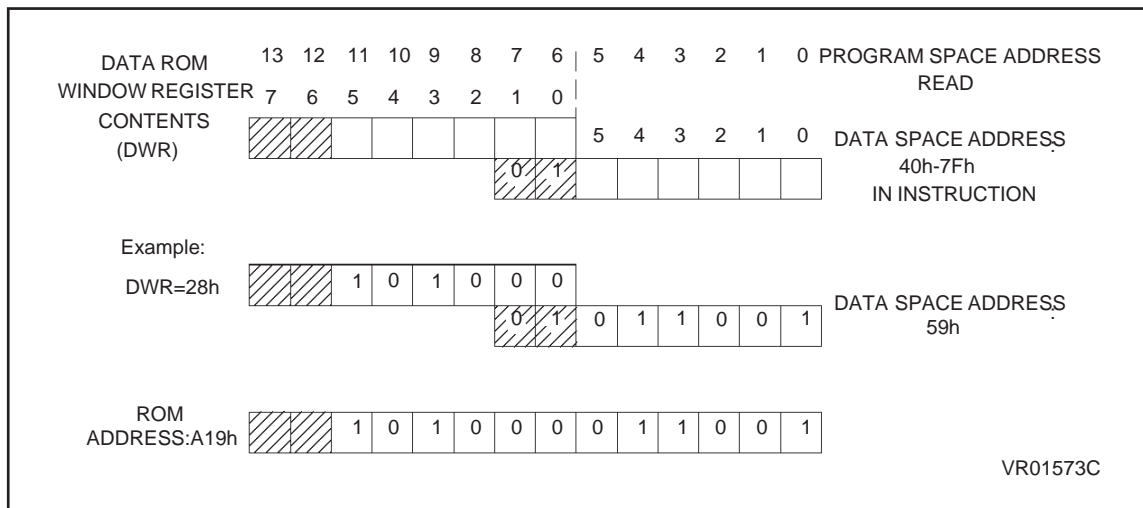 DATA ROM
WINDOW REGISTER
CONTENTS
(DWR)
13 12 11 10 9 8 7 6 5 4 3 2 1 0
7 6 5 4 3 2 1 0
PROGRAM SPACE ADDRESS
READ
5 4 3 2 1 0
0 1
DATA SPACE ADDRESS
40h-7Fh
IN INSTRUCTION
Example:
DWR=28h
1 0 1 0 0 0
0 1 0 1 1 0 0 1
DATA SPACE ADDRESS
59h
ROM
ADDRESS:A19h
1 0 1 0 0 0 0 1 1 0 0 1
VR01573C